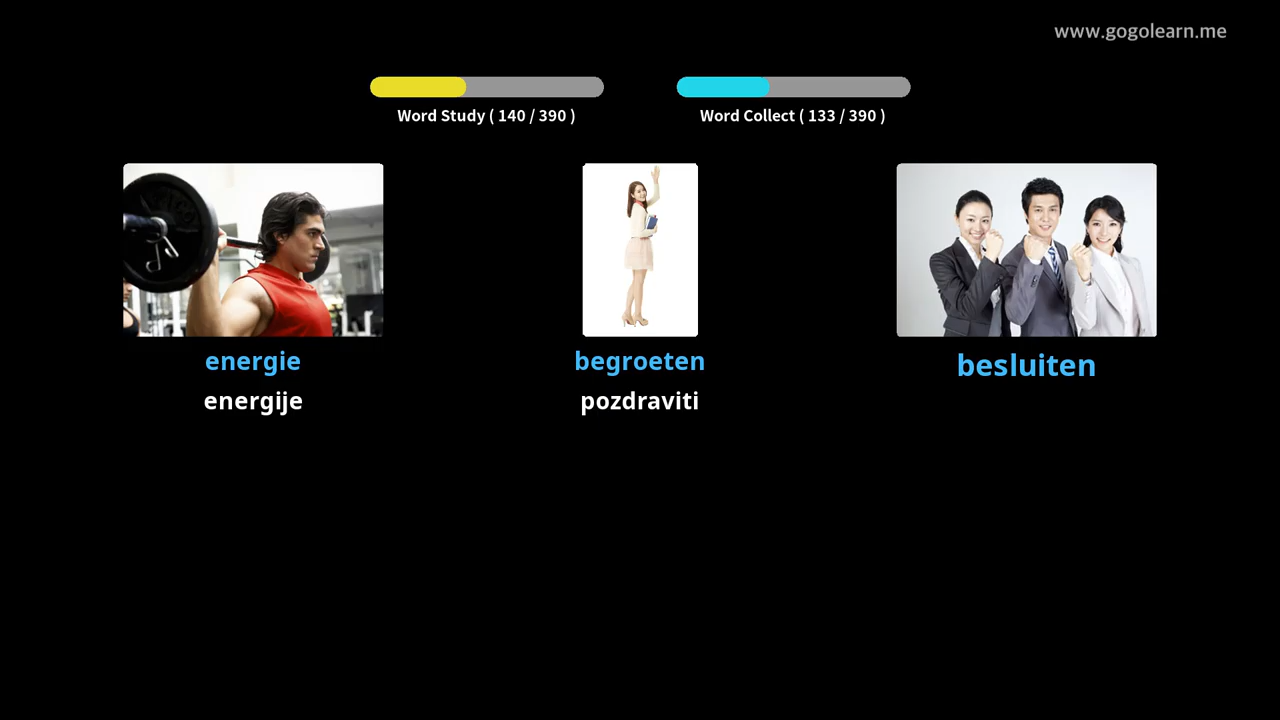 www.gogolearn.me
Word Study ( 140 / 390 )
Word Collect ( 133 / 390 )
energie
energije
begroeten
pozdraviti
besluiten